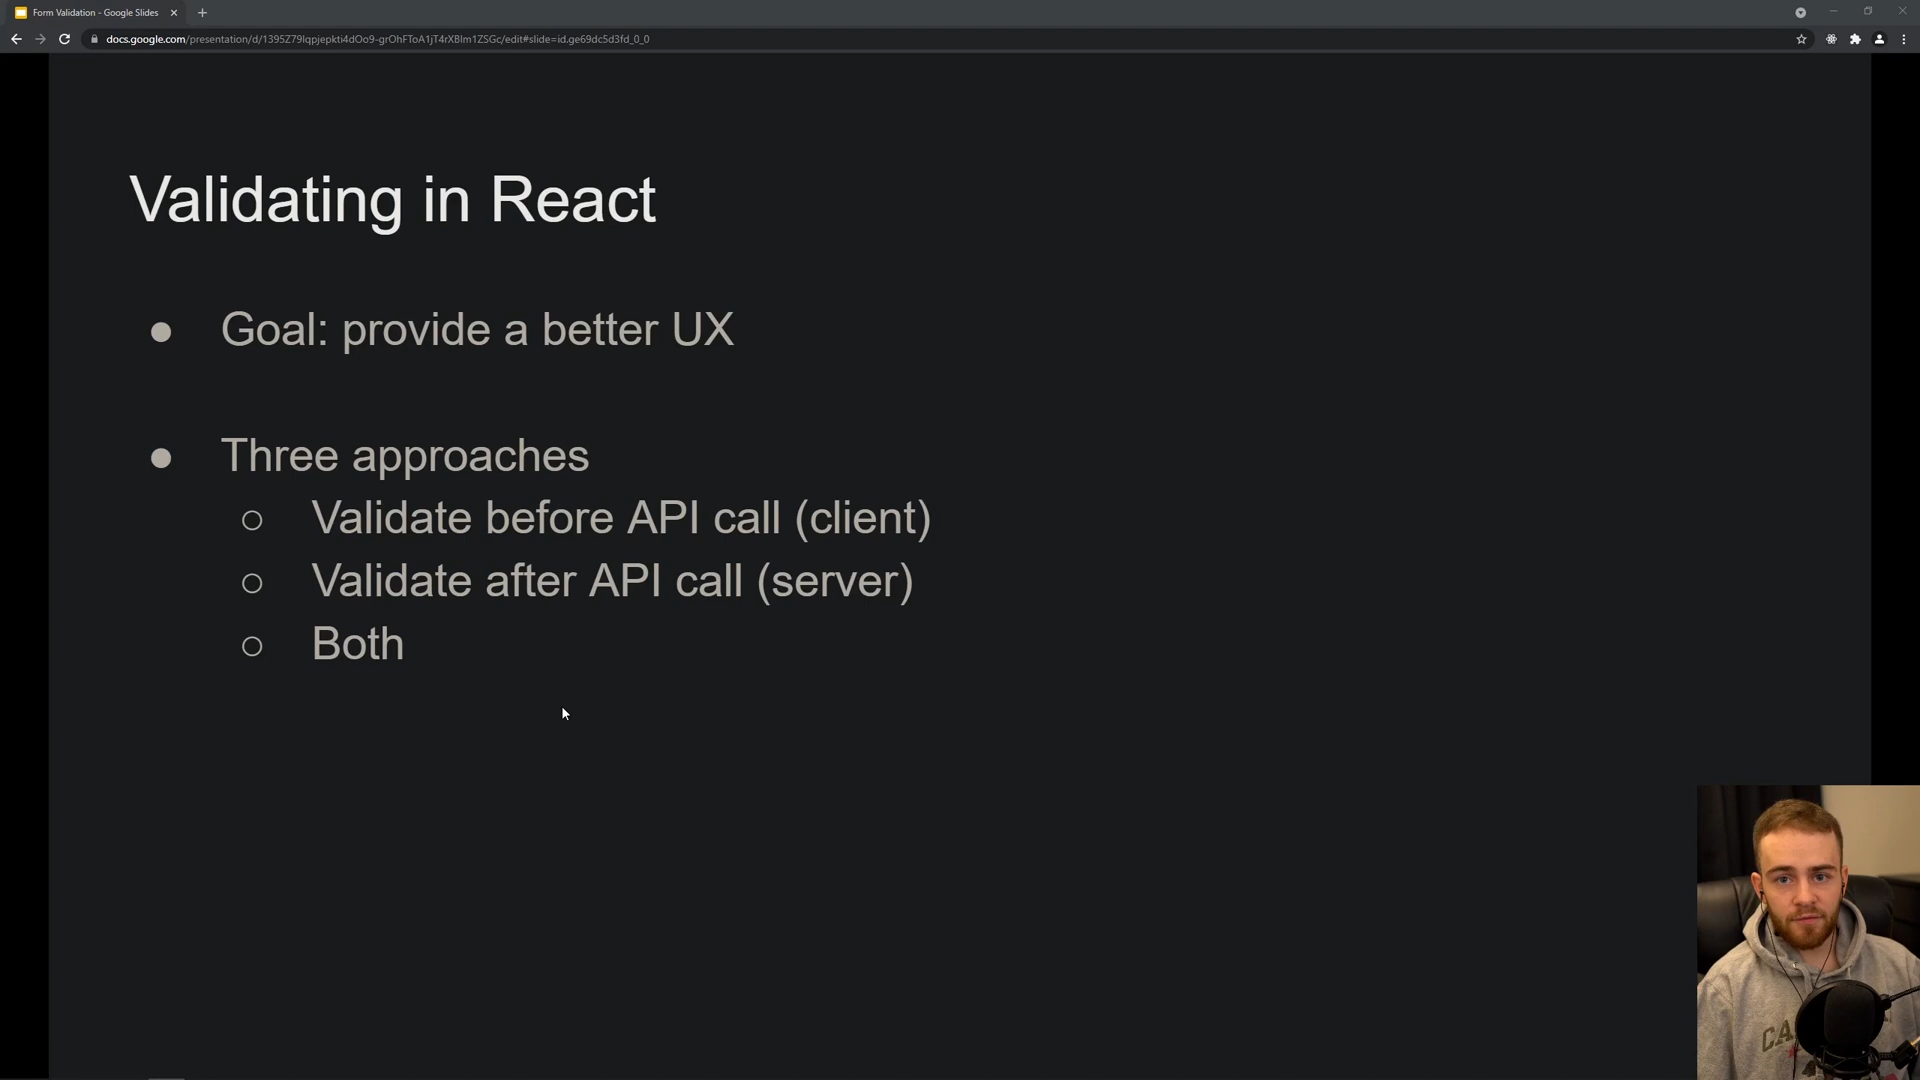 Form Validation - Google Slides
docs.google.com/presentation/d/1395Z79lqpjepkti4dOo9-grOhFToA1jT4rXBlm1ZSGc/edit#slide=id.ge69dc5d3fd_0_0
Validating in React
Goal: provide a better UX
Three approaches
Validate before API call (client)
Validate after API call (server)
Both